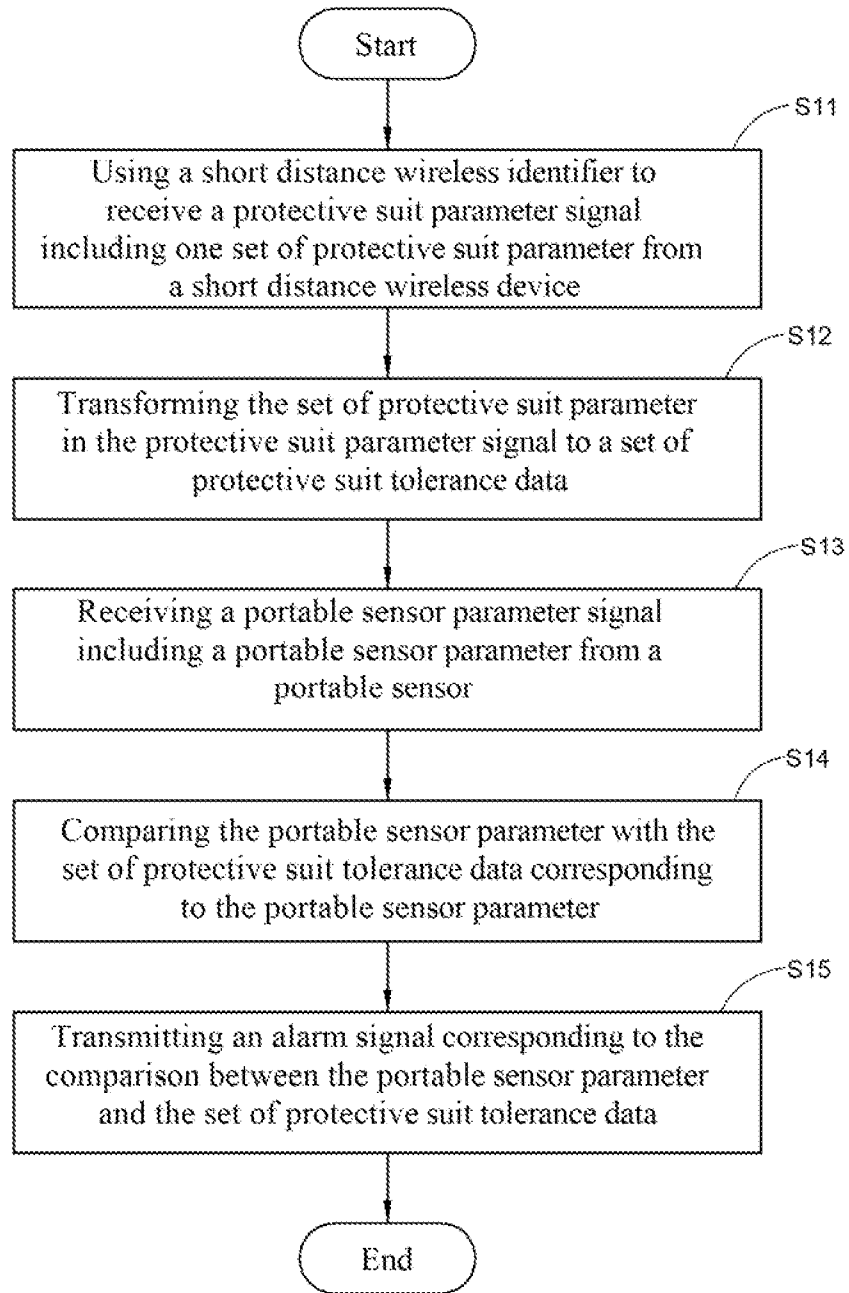 Start
S11
Using a short distance wireless identifier to
receive a protective suit parameter signal
including one set of protective suit parameter from
a short distance wireless device
S12
Transforming the set of protective suit parameter
in the protective suit parameter signal to a set of
protective suit tolerance data
S13
Receiving a portable sensor parameter signal
including a portable sensor parameter from a
portable sensor
S14
Comparing the portable sensor parameter with the
set of protective suit tolerance data corresponding
to the portable sensor parameter
S15
Transmitting an alarm signal corresponding to the
comparison between the portable sensor parameter
and the set of protective suit tolerance data
End